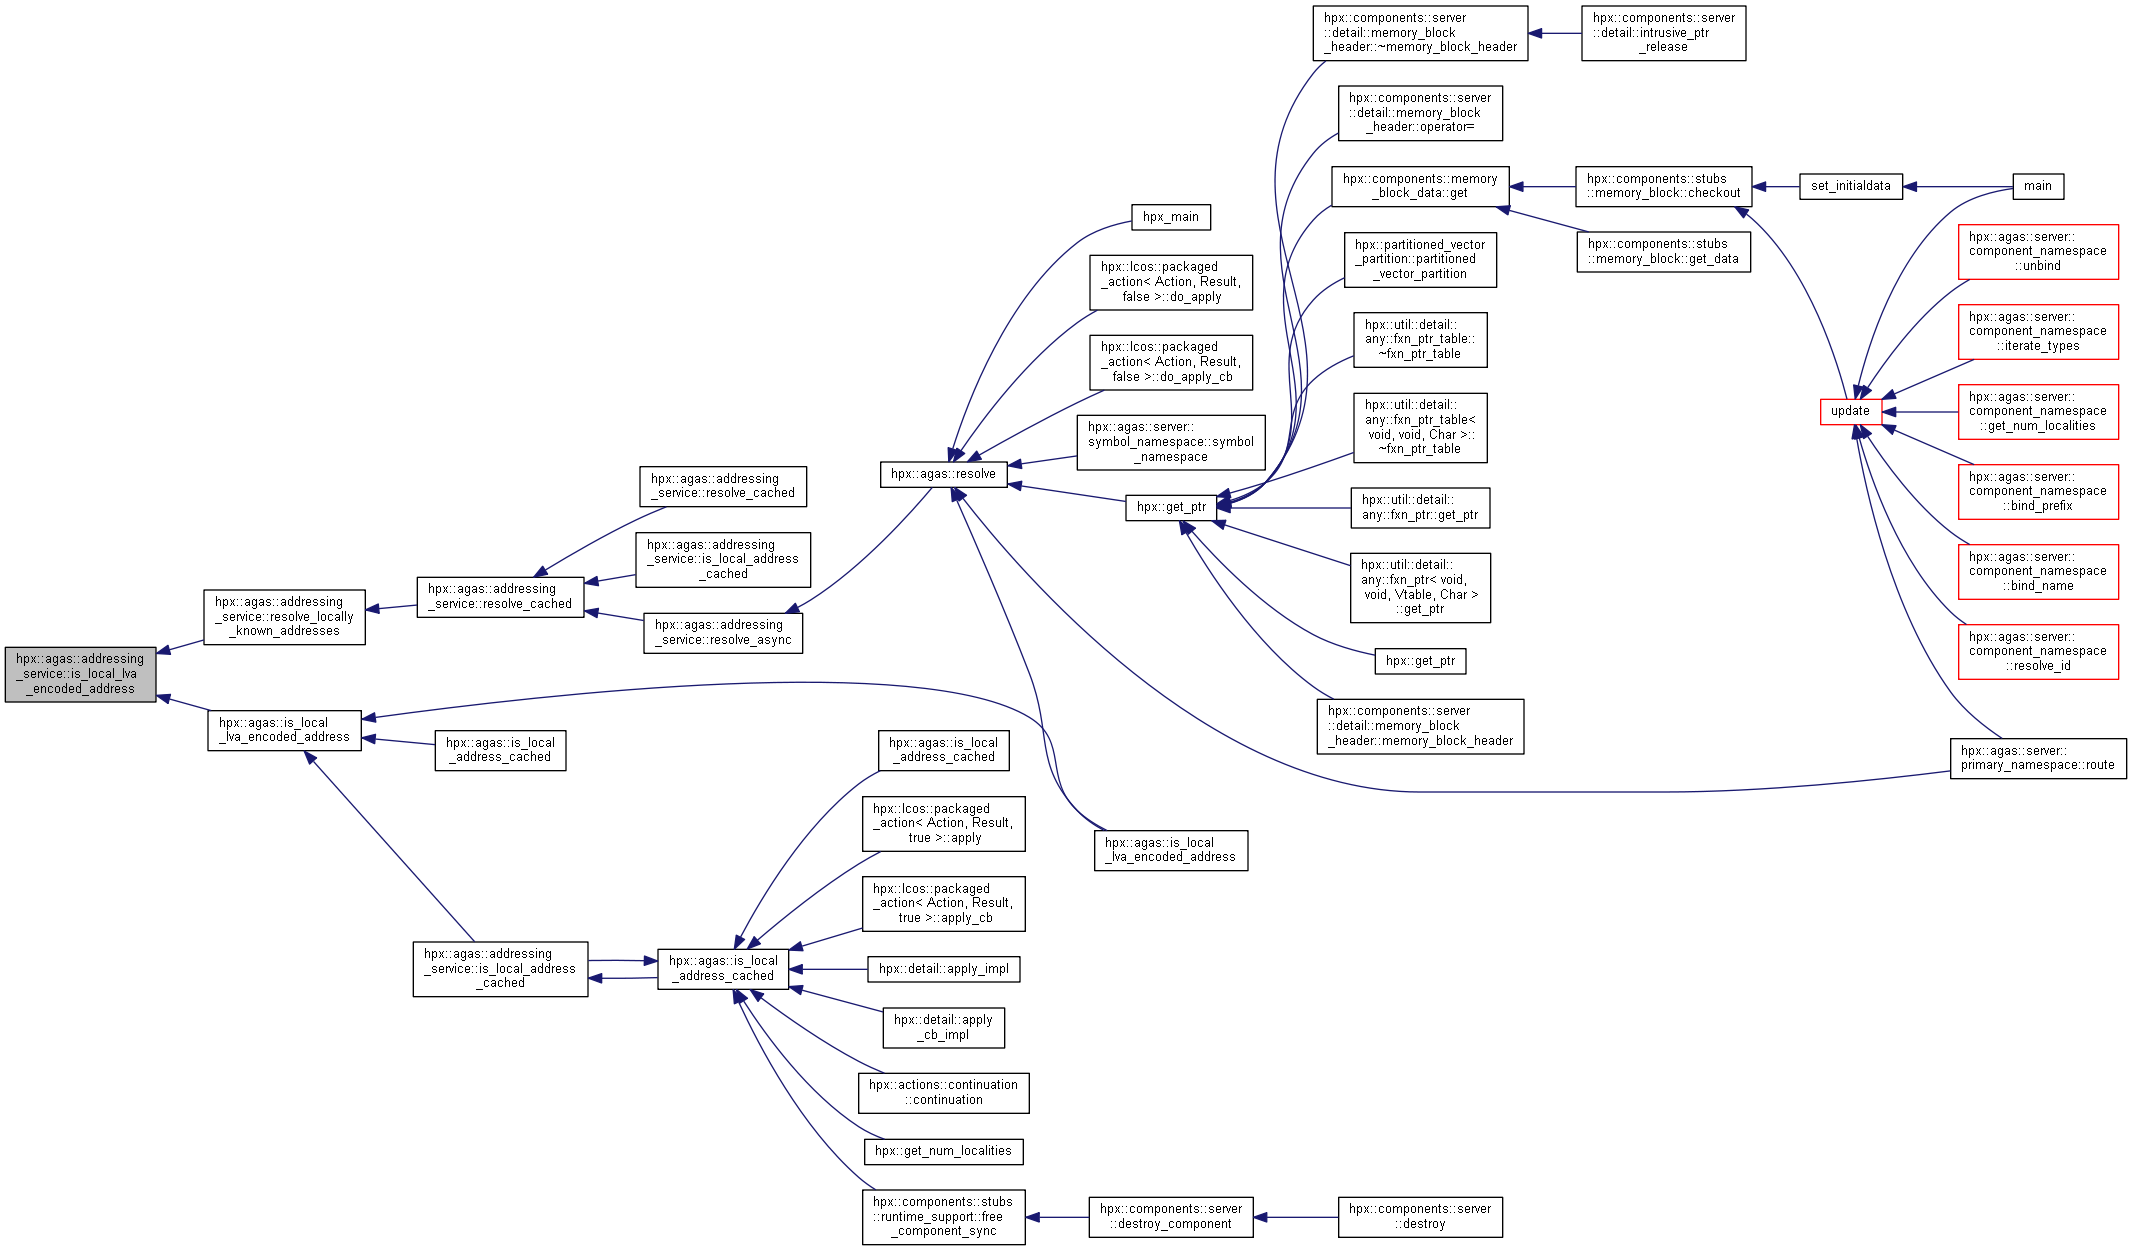 hpx::agas::addressing
_service::is_local_lva
_encoded_address
hpx::agas::addressing
_service::resolve_locally
_known_addresses
hpx::agas::is_local
_lva_encoded_address
hpx::agas::addressing
_service::resolve_cached
hpx::agas::is_local
_address_cached
hpx::agas::addressing
_service::is_local_address
_cached
hpx::agas::addressing
_service::resolve_cached
hpx::agas::addressing
_service::is_local_address
_cached
hpx::agas::addressing
_service::resolve_async
hpx::agas::is_local
_address_cached
hpx::agas::resolve
hpx::agas::is_local
_address_cached
hpx::lcos::packaged
_action< Action, Result,
true >::apply
hpx::lcos::packaged
_action< Action, Result,
true >::apply_cb
hpx::detail::apply_impl
hpx::detail::apply
_cb_impl
hpx::actions::continuation
::continuation
hpx::get_num_localities
hpx::components::stubs
::runtime_support::free
_component_sync
hpx_main
hpx::lcos::packaged
_action< Action, Result,
false >::do_apply
hpx::lcos::packaged
_action< Action, Result,
false >::do_apply_cb
hpx::agas::server::
symbol_namespace::symbol
_namespace
hpx::get_ptr
hpx::agas::is_local
_lva_encoded_address
hpx::components::server
::destroy_component
hpx::components::server
::detail::memory_block
_header::~memory_block_header
hpx::components::server
::detail::memory_block
_header::operator=
hpx::components::memory
_block_data::get
hpx::partitioned_vector
_partition::partitioned
_vector_partition
hpx::util::detail::
any::fxn_ptr_table::
~fxn_ptr_table
hpx::util::detail::
any::fxn_ptr_table<
void, void, Char >::
~fxn_ptr_table
hpx::util::detail::
any::fxn_ptr::get_ptr
hpx::util::detail::
any::fxn_ptr< void,
void, Vtable, Char >
::get_ptr
hpx::get_ptr
hpx::components::server
::detail::memory_block
_header::memory_block_header
hpx::components::server
::destroy
hpx::components::server
::detail::intrusive_ptr
_release
hpx::components::stubs
::memory_block::checkout
hpx::components::stubs
::memory_block::get_data
set_initialdata
update
main
hpx::agas::server::
component_namespace
::unbind
hpx::agas::server::
component_namespace
::iterate_types
hpx::agas::server::
component_namespace
::get_num_localities
hpx::agas::server::
component_namespace
::bind_prefix
hpx::agas::server::
component_namespace
::bind_name
hpx::agas::server::
component_namespace
::resolve_id
hpx::agas::server::
primary_namespace::route